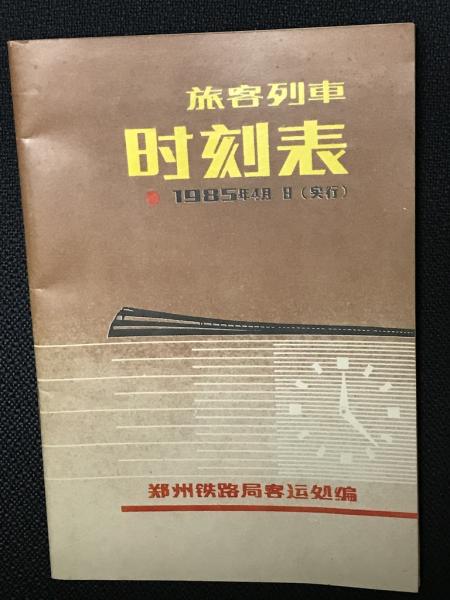 旅客列車
时刻表
1985年4月 日(实行)
郑州铁路局客运处编